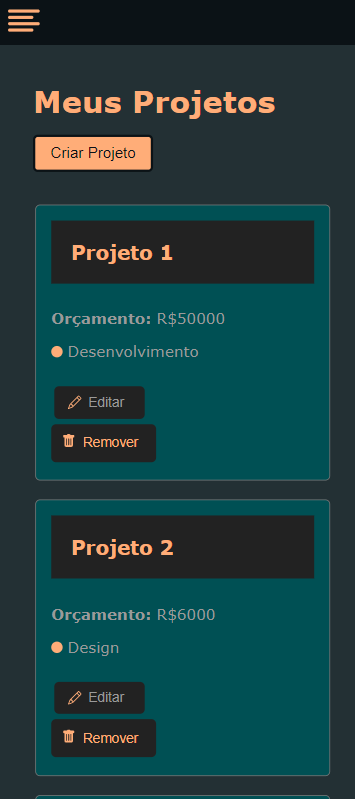 Meus Projetos
Criar Projeto
Projeto 1
Orçamento: R$50000
Desenvolvimento
Editar
Remover
Projeto 2
Orçamento: R$6000
Design
Editar
Remover